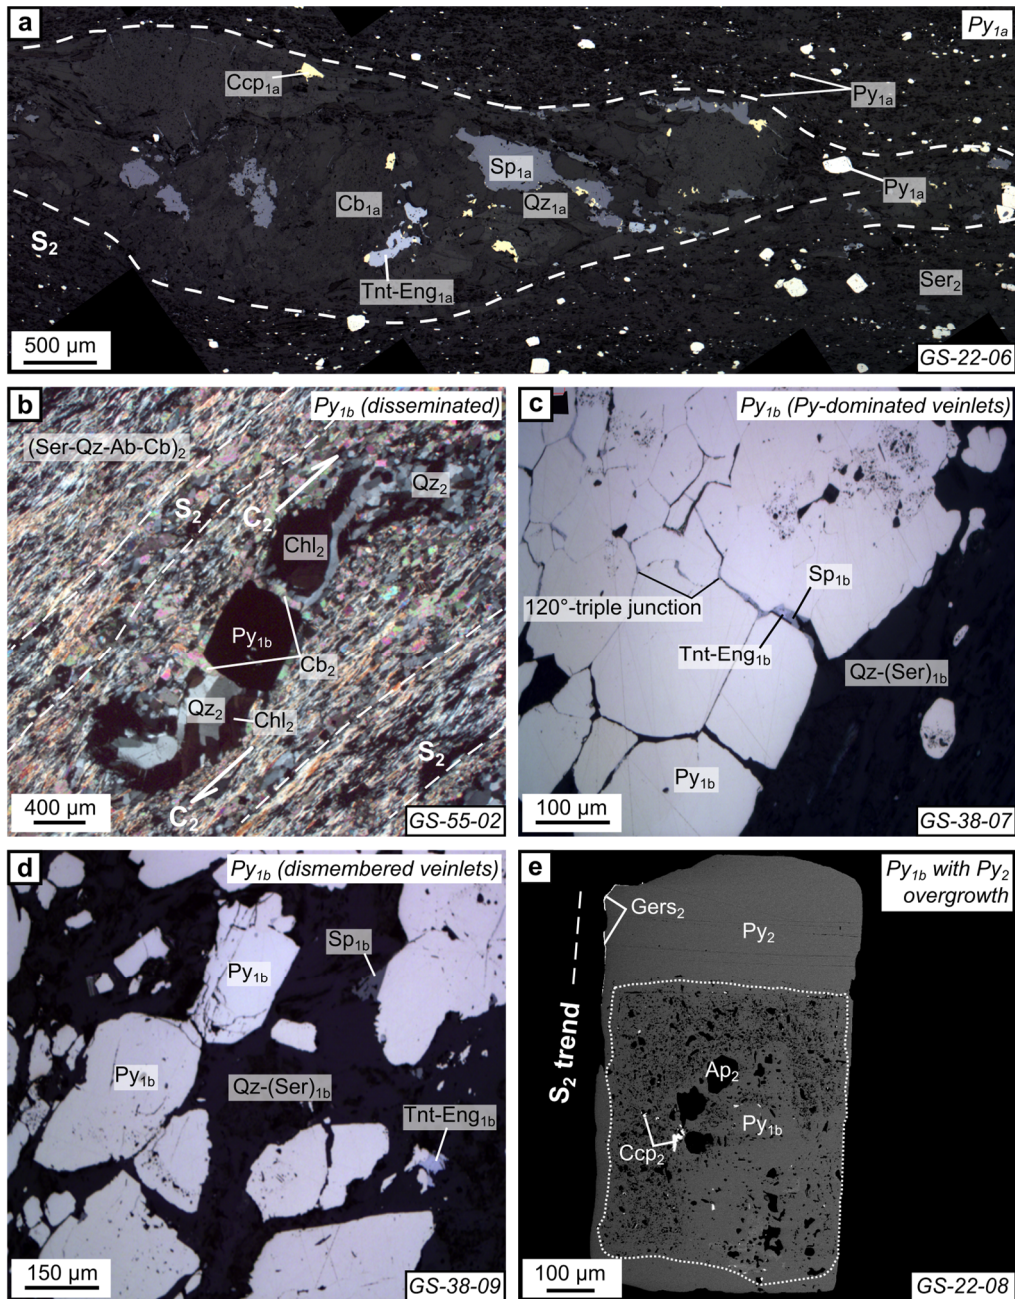 a
Py1a
Ccp1a
Py1a
Sp1a
Py1a
Cb1a
Qz1a
S2
Tnt-Eng1a
Ser2
500 µm
GS-22-06
b
Py1b (disseminated)
(Ser-Qz-Ab-Cb)2
S2
C2
Qz2
Chl2
Py1b
Cb2
Qz2
Chl2
S2
C2
400 µm
GS-55-02
c
Py1b (Py-dominated veinlets)
Sp1b
120°-triple junction
Tnt-Eng1b
Qz-(Ser)1b
Py1b
100 µm
GS-38-07
d
Py1b (dismembered veinlets)
Sp1b
Py1b
Py1b
Qz-(Ser)1b
Tnt-Eng1b
150 µm
GS-38-09
e
Py1b with Py2
overgrowth
Gers2
Py2
S2 trend
Ap2
Py1b
Ccp2
100 µm
GS-22-08